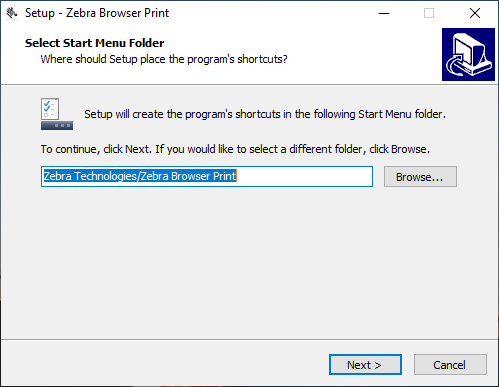 Setup - Zebra Browser Print
Select Start Menu Folder
Where should Setup place the program's shortcuts?
Setup will create the program's shortcuts in the following Start Menu folder.
To continue, click Next. If you would like to select a different folder, click Browse.
Zebra Technologies/Zebra Browser Print
Browse...
Next >
Cancel